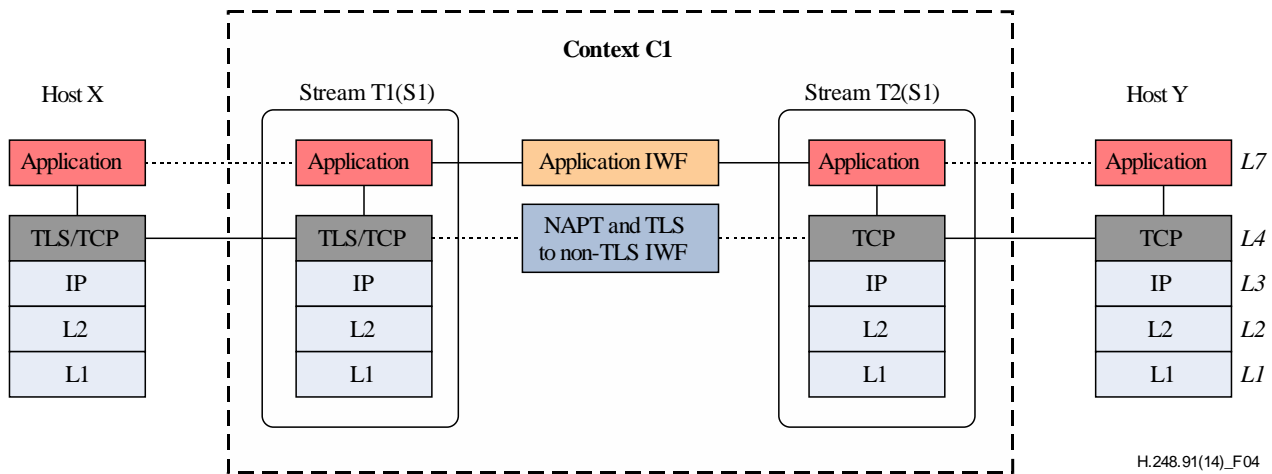 Context C1
Host X
Stream T1(S1)
Stream T2(S1)
Host Y
Application
Application
Application IWF
Application
Application
L7
TLS/TCP
TLS/TCP
NAPT and TLS
to non-TLS IWF
TCP
TCP
L4
IP
IP
IP
IP
L3
L2
L2
L2
L2
L2
L1
L1
L1
L1
L1
H.248.91(14)_F04